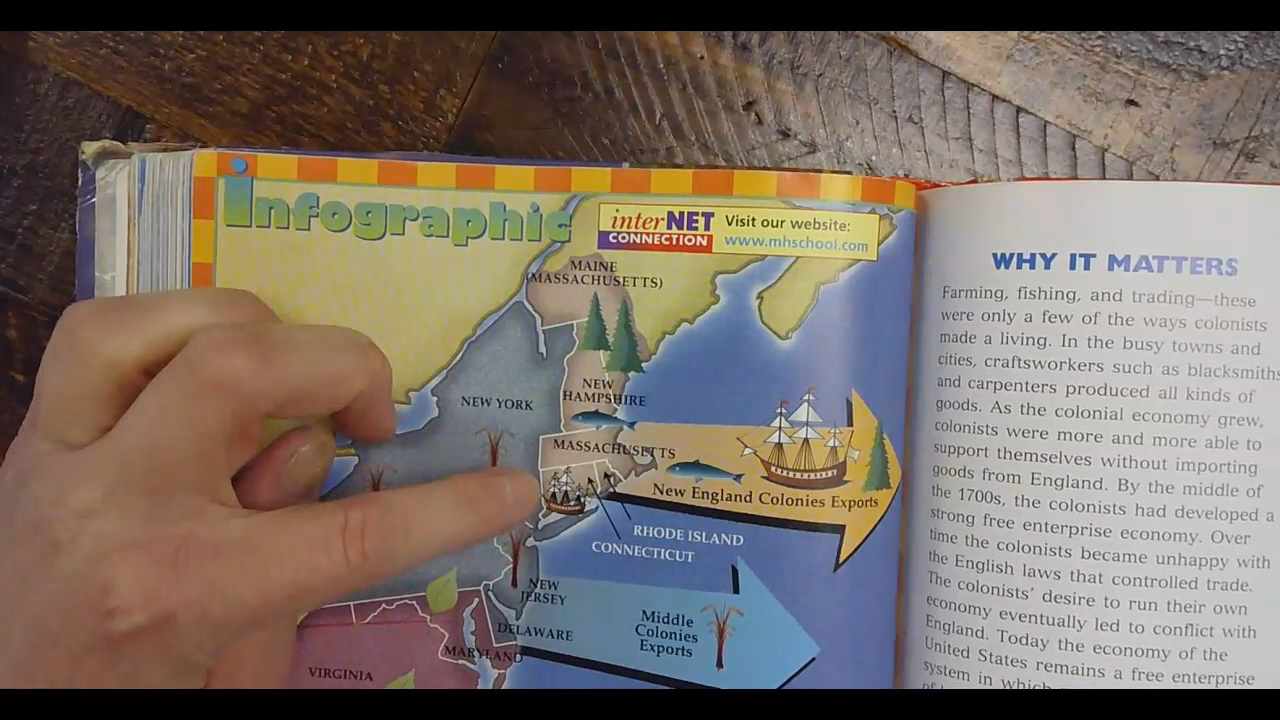 Infographic
interNET
CONNECTION
Visit our website:
www.mhschool.com
MAINE
(MASSACHUSETTS)
NEW
HAMPSHIRE
NEW YORK
MASSACHUSETTS
New England Colonies Exports
RHODE ISLAND
CONNECTICUT
NEW
JERSEY
Middle
Colonies
Exports
DELAWARE
MARYLAND
VIRGINIA
WHY IT MATTERS
Farming, fishing, and trading—these
were only a few of the ways colonists
made a living. In the busy towns and
cities, craftsworkers such as blacksmiths
and carpenters produced all kinds of
goods. As the colonial economy grew,
colonists were more and more able to
support themselves without importing
goods from England. By the middle of
the 1700s, the colonists had developed a
strong free enterprise economy. Over
time the colonists became unhappy with
the English laws that controlled trade.
The colonists' desire to run their own
economy eventually led to conflict with
England. Today the economy of the
United States remains a free enterprise
system in which